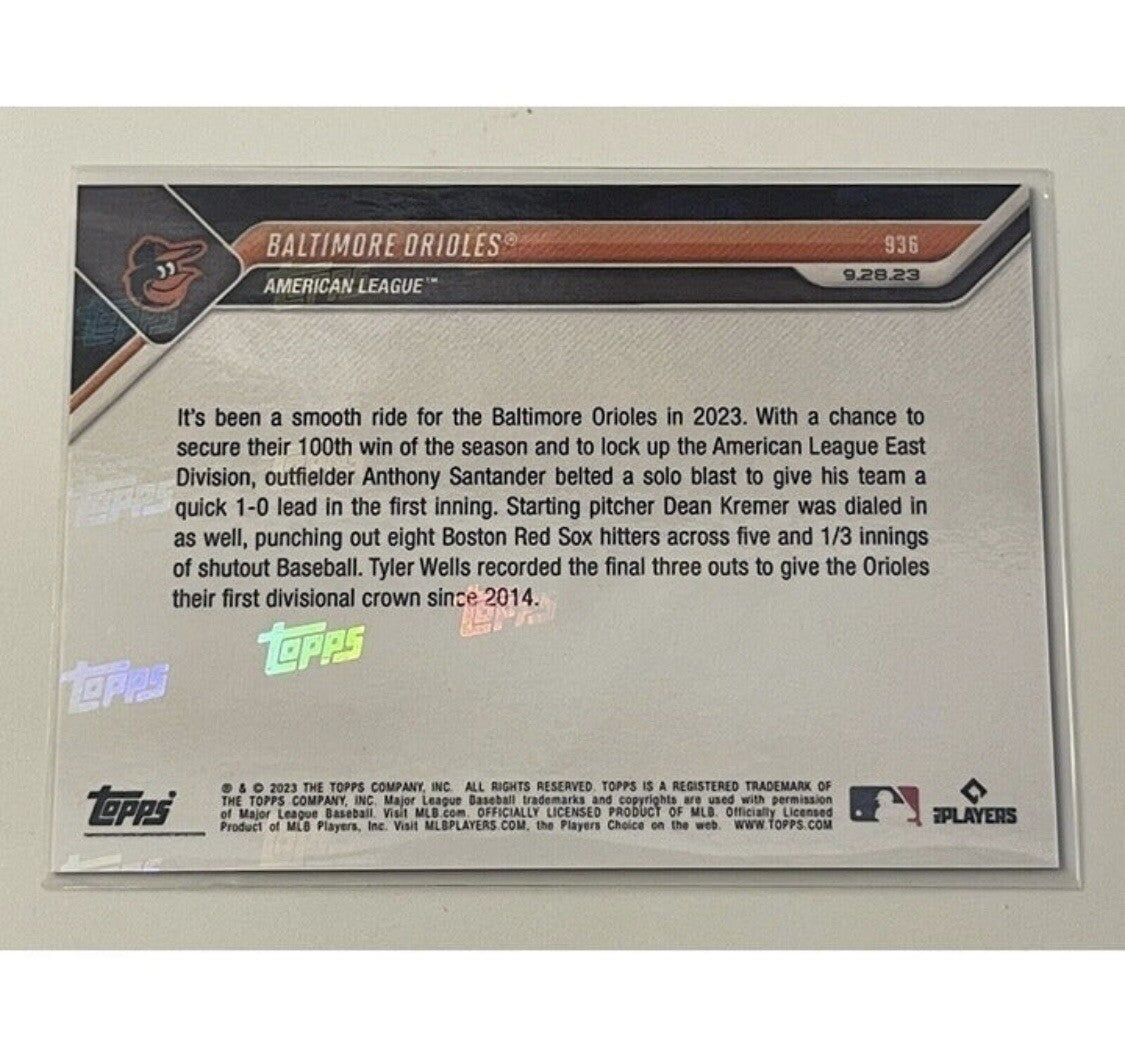 BALTIMORE ORIOLES®
936
AMERICAN LEAGUE™
9.28.23
It's been a smooth ride for the Baltimore Orioles in 2023. With a chance to
secure their 100th win of the season and to lock up the American League East
Division, outfielder Anthony Santander belted a solo blast to give his team a
quick 1-0 lead in the first inning. Starting pitcher Dean Kremer was dialed in
as well, punching out eight Boston Red Sox hitters across five and 1/3 innings
of shutout Baseball. Tyler Wells recorded the final three outs to give the Orioles
their first divisional crown since 2014.
topps
topps
topps
topps
topps
® & © 2023 THE TOPPS COMPANY, INC. ALL RIGHTS RESERVED. TOPPS IS A REGISTERED TRADEMARK OF
THE TOPPS COMPANY, INC. Major League Baseball trademarks and copyrights are used with permission
of Major League Baseball. Visit MLB.com. OFFICIALLY LICENSED PRODUCT OF MLB. Officially Licensed
Product of MLB Players, Inc. Visit MLBPLAYERS.COM, the Players Choice on the web. WWW.TOPPS.COM
PLAYERS